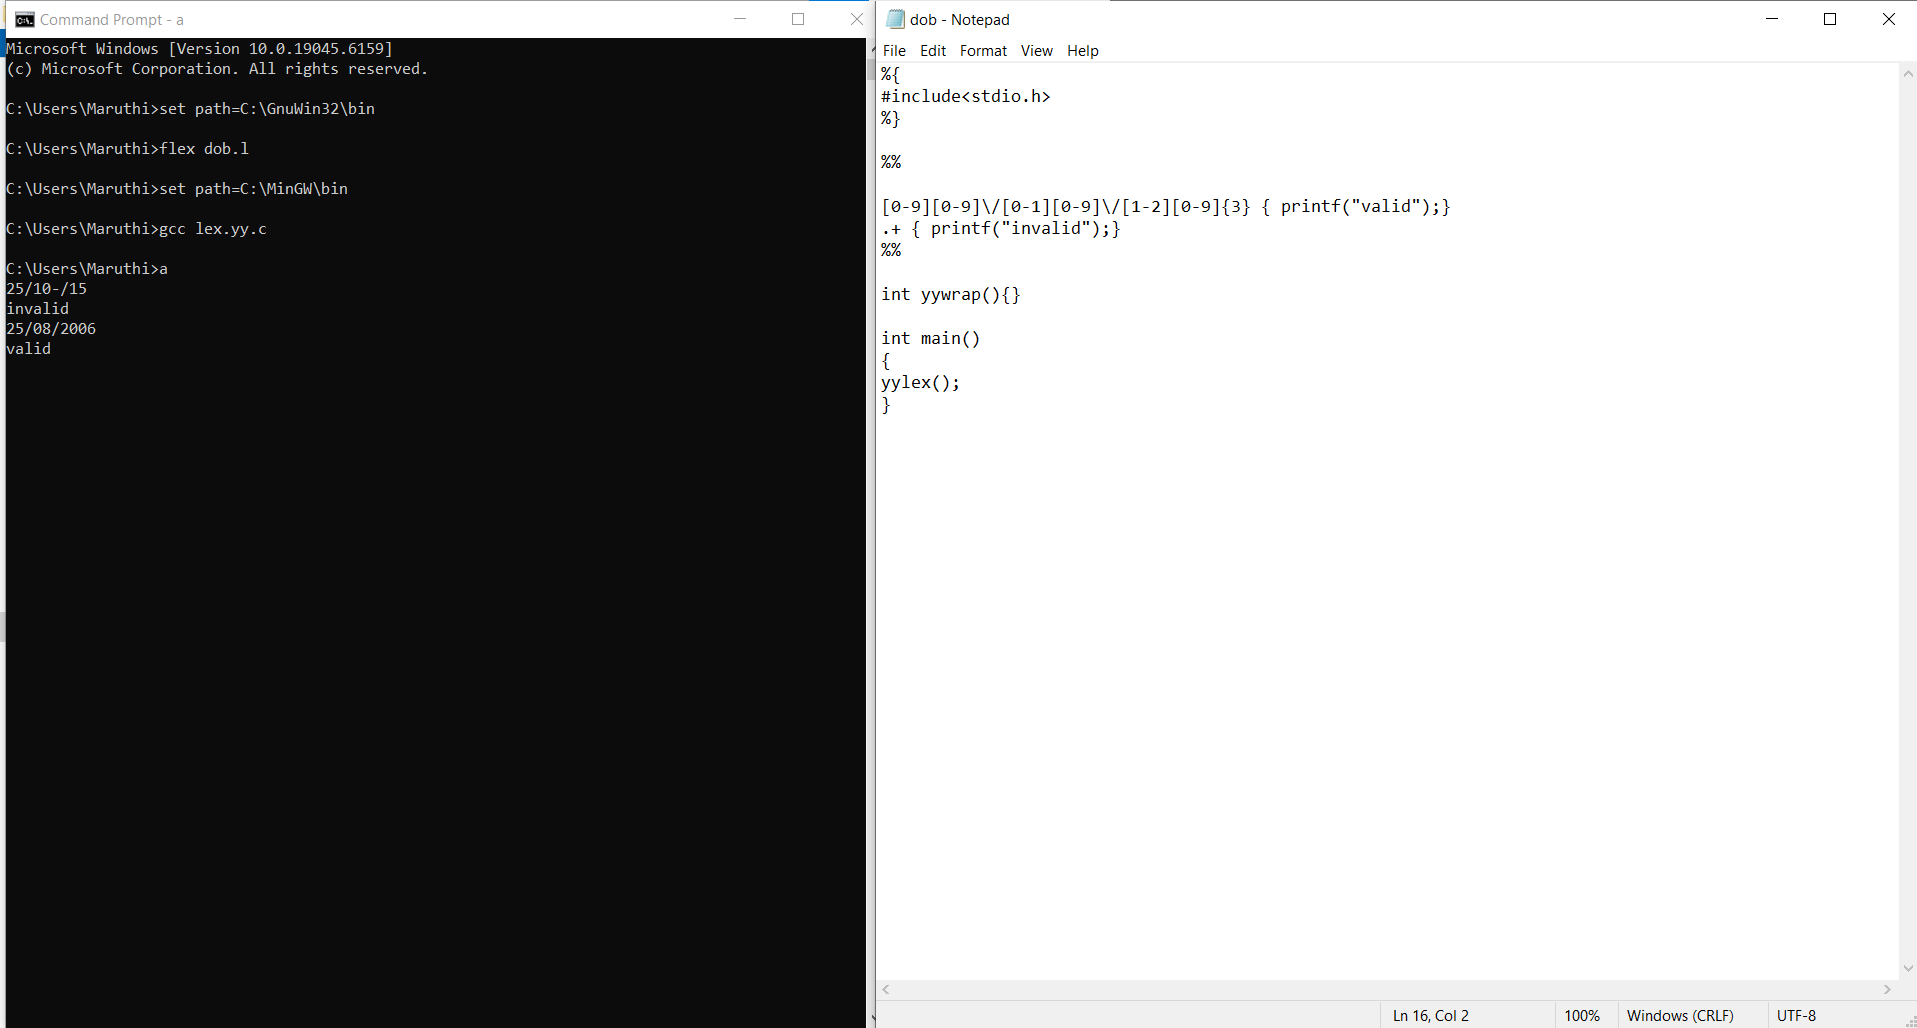 Command Prompt - a
Microsoft Windows [Version 10.0.19045.6159]
(c) Microsoft Corporation. All rights reserved.
C:\Users\Maruthi>set path=C:\GnuWin32\bin
C:\Users\Maruthi>flex dob.l
C:\Users\Maruthi>set path=C:\MinGW\bin
C:\Users\Maruthi>gcc lex.yy.c
C:\Users\Maruthi>a
25/10-/15
invalid
25/08/2006
valid
dob - Notepad
File Edit Format View Help
%{
#include<stdio.h>
%}
%%
[0-9][0-9]\/[0-1][0-9]\/[1-2][0-9]{3} { printf("valid");}
.+ { printf("invalid");}
%%
int yywrap(){}
int main()
{
yylex();
}
Ln 16, Col 2 100% Windows (CRLF) UTF-8